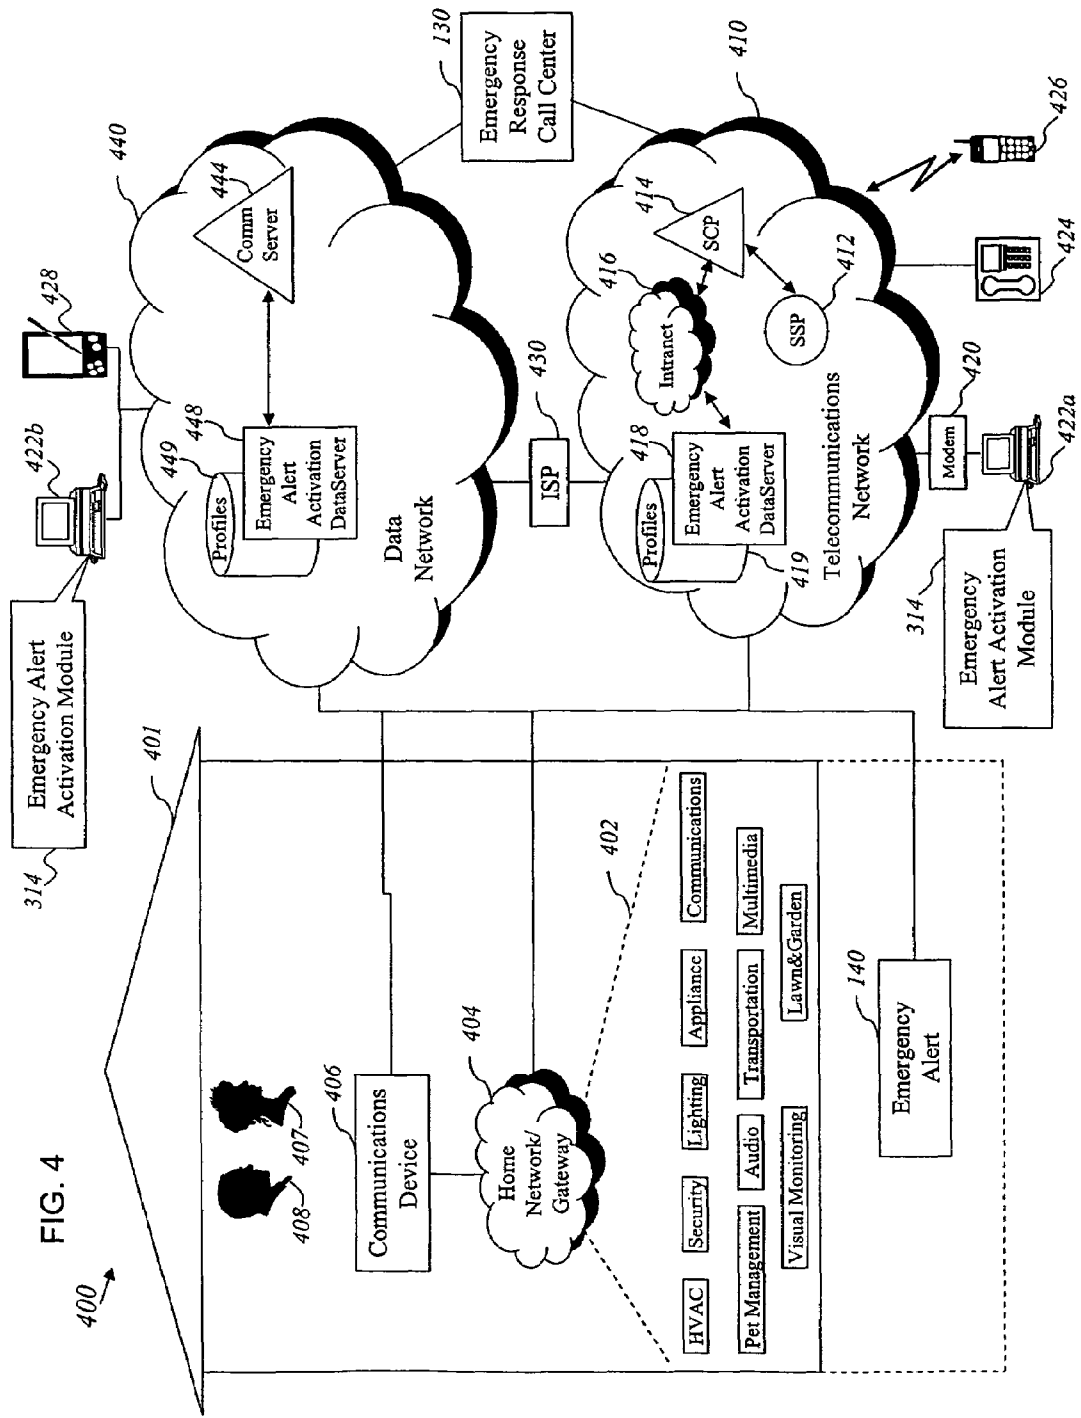 FIG. 4
400
401
408
407
406
Communications
Device
404
Home
Network/
Gateway
402
HVAC
Security
Lighting
Appliance
Communications
Pet Management
Audio
Transportation
Multimedia
Visual Monitoring
Lawn&Garden
140
Emergency
Alert
314
Emergency Alert
Activation Module
422b
428
440
449
Profiles
448
Emergency
Alert
Activation
DataServer
444
Comm
Server
Data
Network
130
Emergency
Response
Call Center
ISP
430
410
Profiles
419
418
Emergency
Alert
Activation
DataServer
416
Intranet
414
SCP
SSP
412
Telecommunications
Network
Modem
420
422a
424
426
314
Emergency
Alert Activation
Module